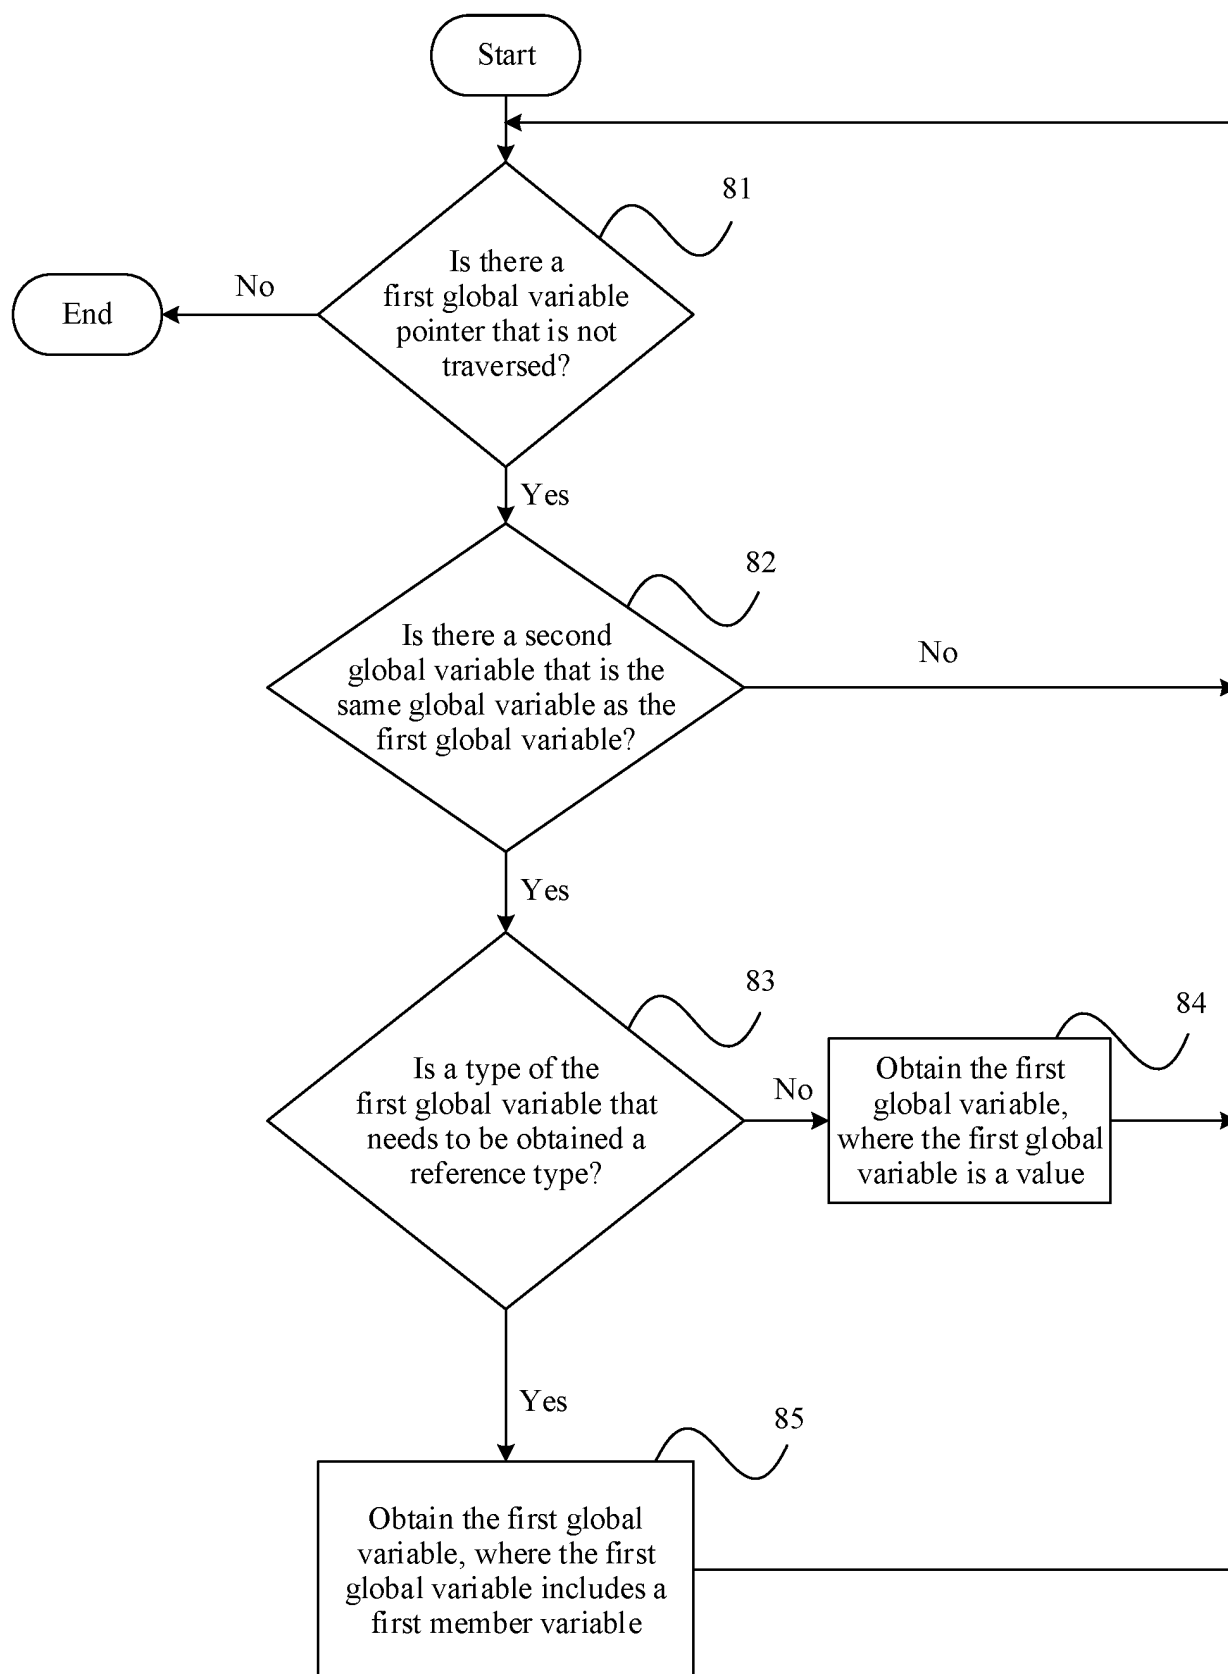 Start
81
Is there a
first global variable
pointer that is not
traversed?
No
End
Yes
82
Is there a second
global variable that is the
same global variable as the
first global variable?
No
Yes
83
Is a type of the
first global variable that
needs to be obtained a
reference type?
No
84
Obtain the first
global variable,
where the first global
variable is a value
Yes
85
Obtain the first global
variable, where the first
global variable includes a
first member variable